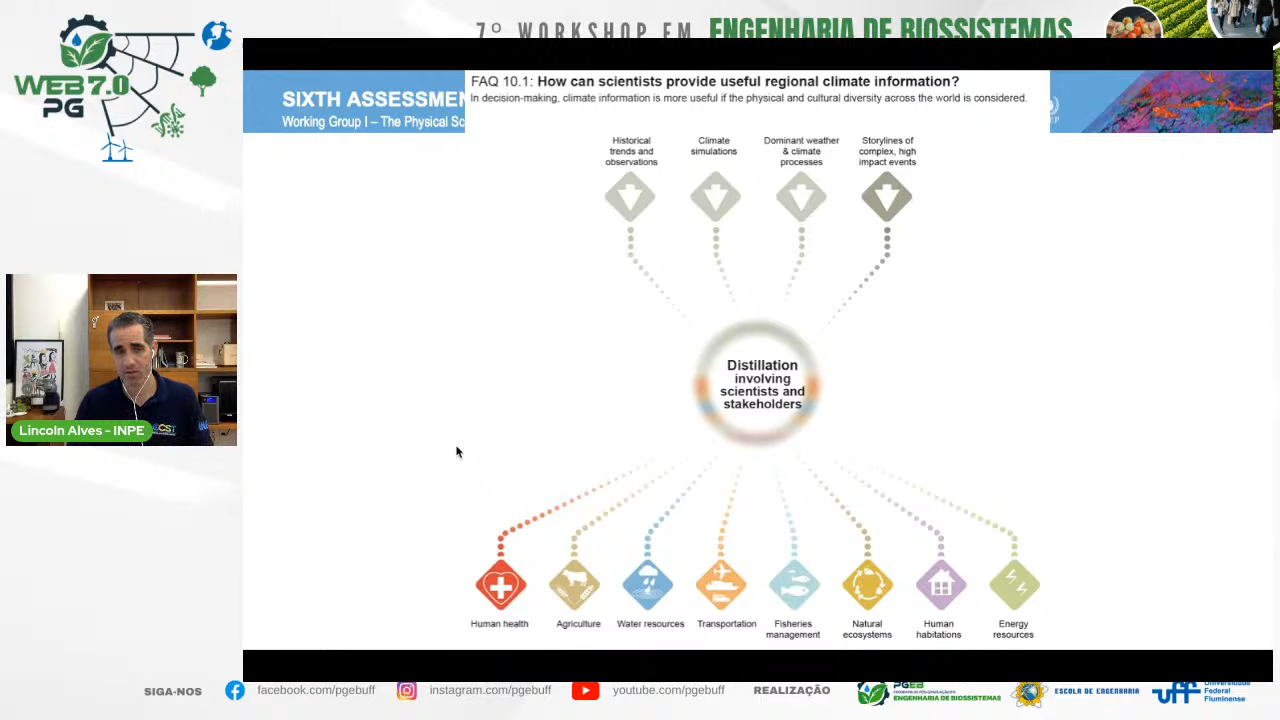 7º WORKSHOP EM ENGENHARIA DE BIOSSISTEMAS
WEB 7.0
PG
SIXTH ASSESSMEN
Working Group I – The Physical Sc
FAQ 10.1: How can scientists provide useful regional climate information?
In decision-making, climate information is more useful if the physical and cultural diversity across the world is considered.
Historical
trends and
observations
Climate
simulations
Dominant weather
& climate
processes
Storylines of
complex, high
impact events
Distillation
involving
scientists and
stakeholders
Lincoln Alves - INPE
Human health
Agriculture
Water resources
Transportation
Fisheries
management
Natural
ecosystems
Human
habitations
Energy
resources
SIGA-NOS
facebook.com/pgebuff
instagram.com/pgebuff
youtube.com/pgebuff
REALIZAÇÃO
PGEB
ENGENHARIA DE BIOSSISTEMAS
ESCOLA DE ENGENHARIA
uff
Universidade
Federal
Fluminense